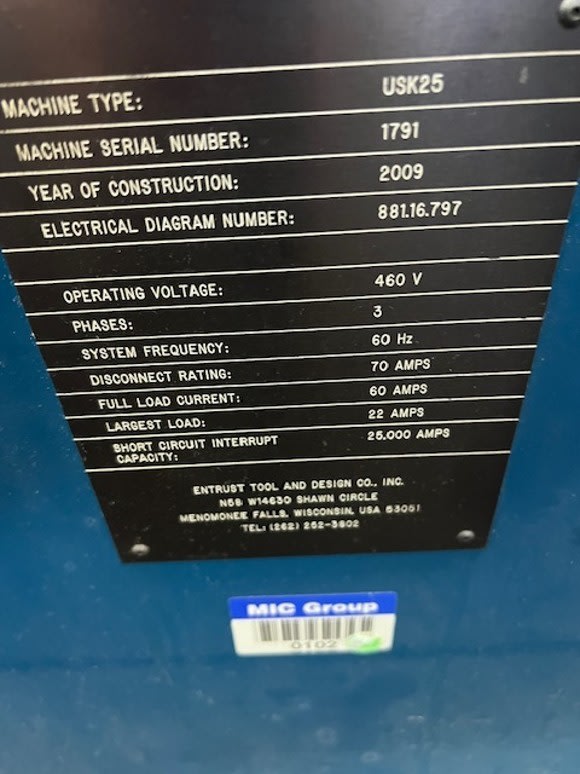 MACHINE TYPE: USK25
MACHINE SERIAL NUMBER: 1791
YEAR OF CONSTRUCTION: 2009
ELECTRICAL DIAGRAM NUMBER: 881.16.797
OPERATING VOLTAGE: 460 V
PHASES: 3
SYSTEM FREQUENCY: 60 Hz
DISCONNECT RATING: 70 AMPS
FULL LOAD CURRENT: 60 AMPS
LARGEST LOAD: 22 AMPS
SHORT CIRCUIT INTERRUPT 25.000 AMPS
CAPACITY:
ENTRUST TOOL AND DESIGN CO., INC.
N58 W14630 SHAWN CIRCLE
MENOMONEE FALLS, WISCONSIN, USA 53051
TEL: (262) 252-3802
MIC Group
0102